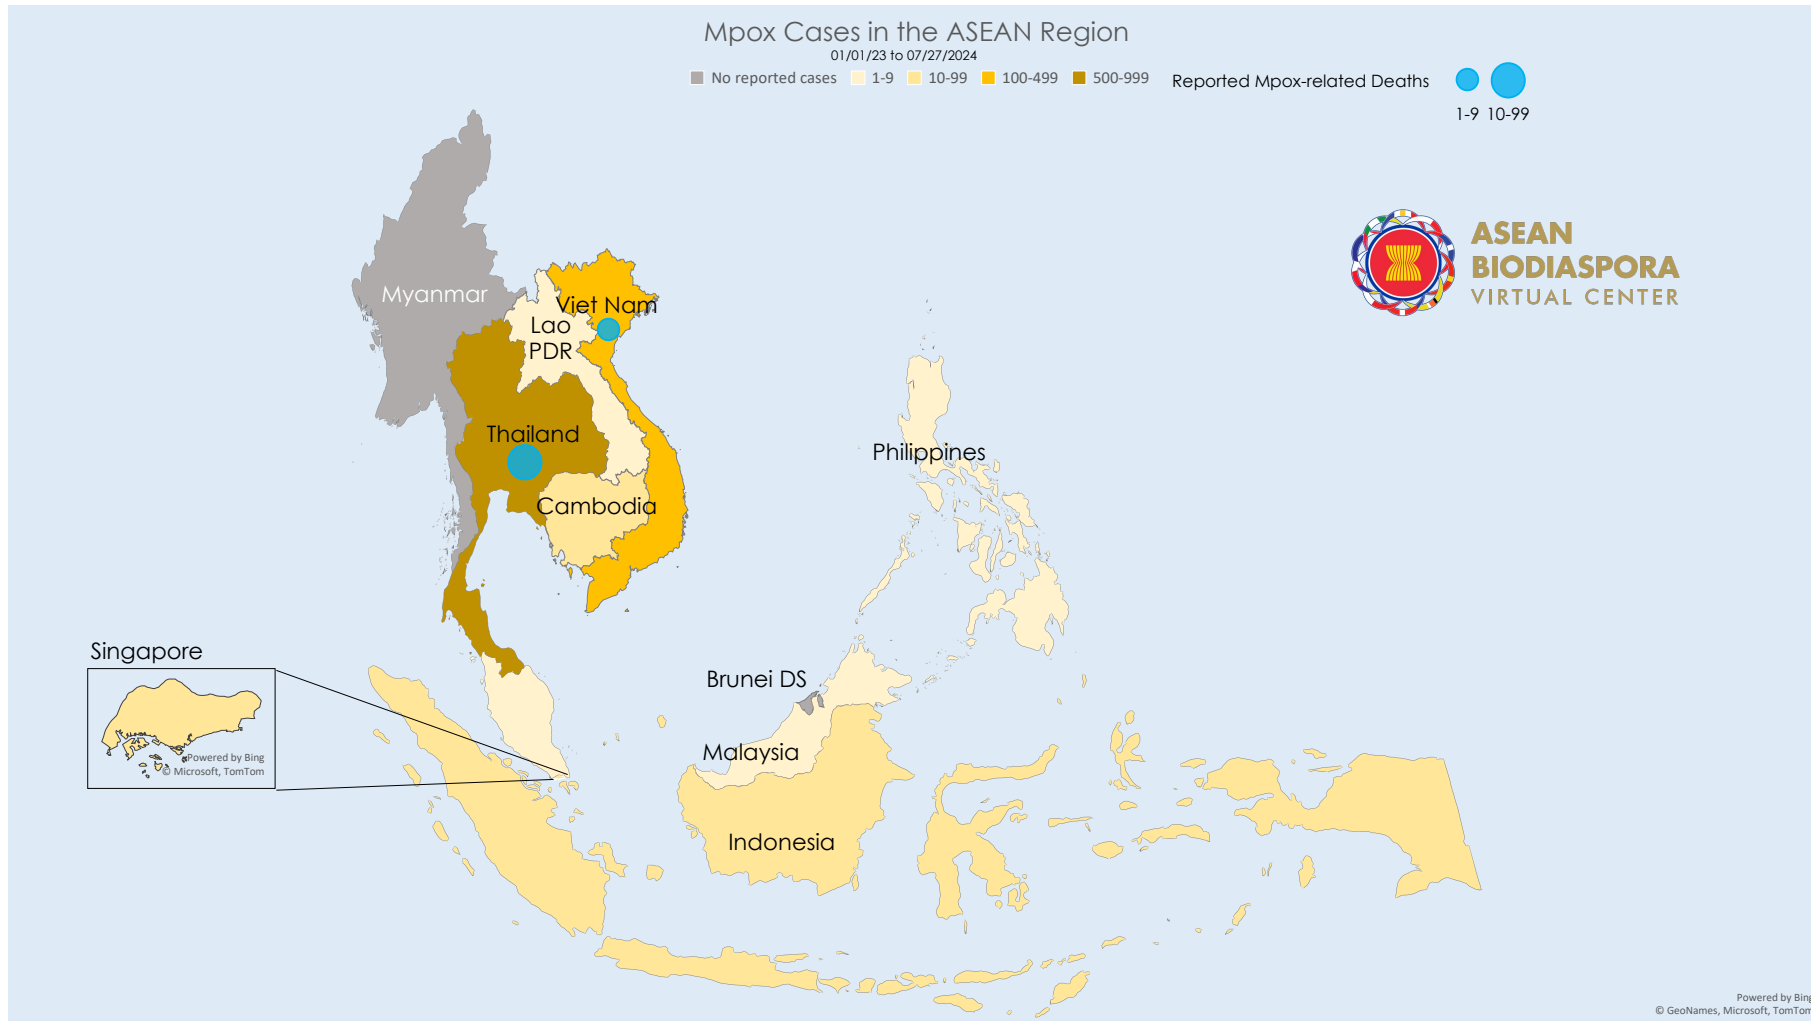 Mpox Cases in the ASEAN Region
01/01/23 to 07/27/2024
No reported cases 1-9 10-99 100-499 500-999
Reported Mpox-related Deaths
1-9 10-99
ASEAN
BIODIASPORA
VIRTUAL CENTER
Myanmar
Viet Nam
Lao
PDR
Thailand
Philippines
Cambodia
Singapore
Powered by Bing
© Microsoft, TomTom
Brunei DS
Malaysia
Indonesia
Powered by Bing
© GeoNames, Microsoft, TomTom